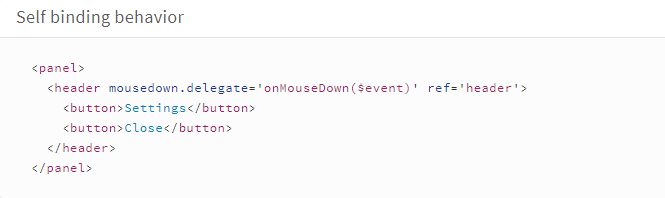 Self binding behavior
<panel>
  <header mousedown.delegate='onMouseDown($event)' ref='header'>
    <button>Settings</button>
    <button>Close</button>
  </header>
</panel>